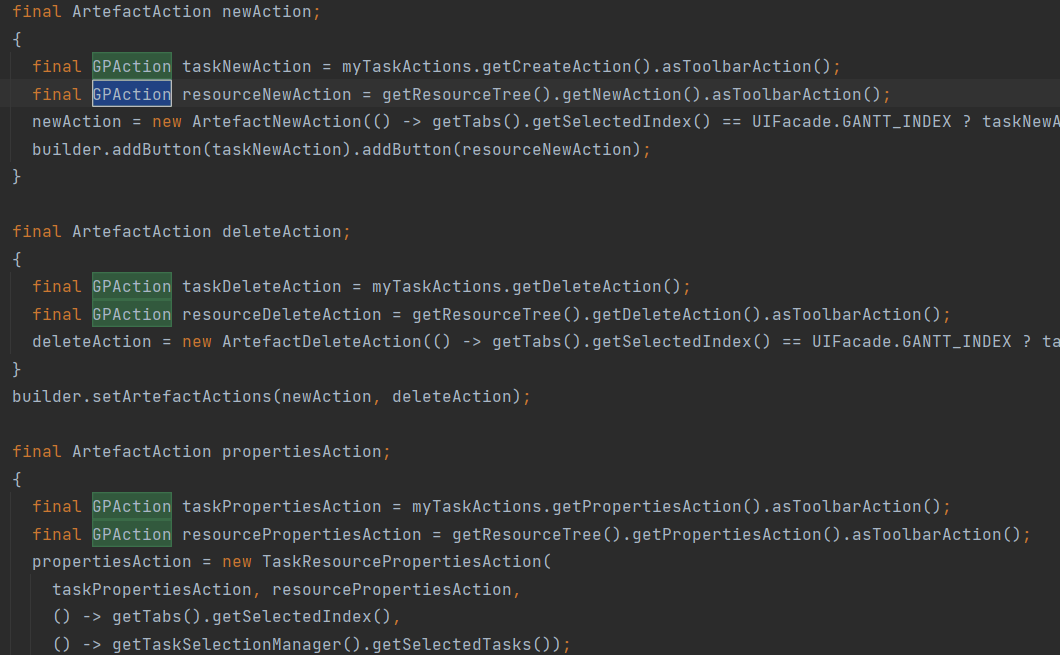 final ArtefactAction newAction;
{
  final GPAction taskNewAction = myTaskActions.getCreateAction().asToolbarAction();
  final GPAction resourceNewAction = getResourceTree().getNewAction().asToolbarAction();
  newAction = new ArtefactNewAction(() -> getTabs().getSelectedIndex() == UIFacade.GANTT_INDEX ? taskNewA
  builder.addButton(taskNewAction).addButton(resourceNewAction);
}

final ArtefactAction deleteAction;
{
  final GPAction taskDeleteAction = myTaskActions.getDeleteAction();
  final GPAction resourceDeleteAction = getResourceTree().getDeleteAction().asToolbarAction();
  deleteAction = new ArtefactDeleteAction(() -> getTabs().getSelectedIndex() == UIFacade.GANTT_INDEX ? ta
}
builder.setArtefactActions(newAction, deleteAction);

final ArtefactAction propertiesAction;
{
  final GPAction taskPropertiesAction = myTaskActions.getPropertiesAction().asToolbarAction();
  final GPAction resourcePropertiesAction = getResourceTree().getPropertiesAction().asToolbarAction();
  propertiesAction = new TaskResourcePropertiesAction(
    taskPropertiesAction, resourcePropertiesAction,
    () -> getTabs().getSelectedIndex(),
    () -> getTaskSelectionManager().getSelectedTasks());